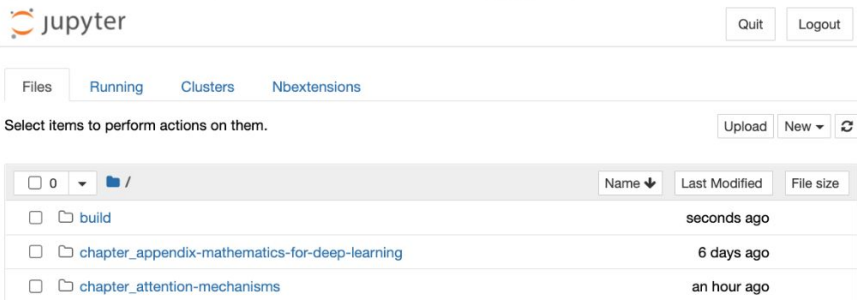 jupyter Quit Logout
Files Running Clusters Nbextensions
Select items to perform actions on them. Upload New
0 / Name Last Modified File size
build seconds ago
chapter_appendix-mathematics-for-deep-learning 6 days ago
chapter_attention-mechanisms an hour ago